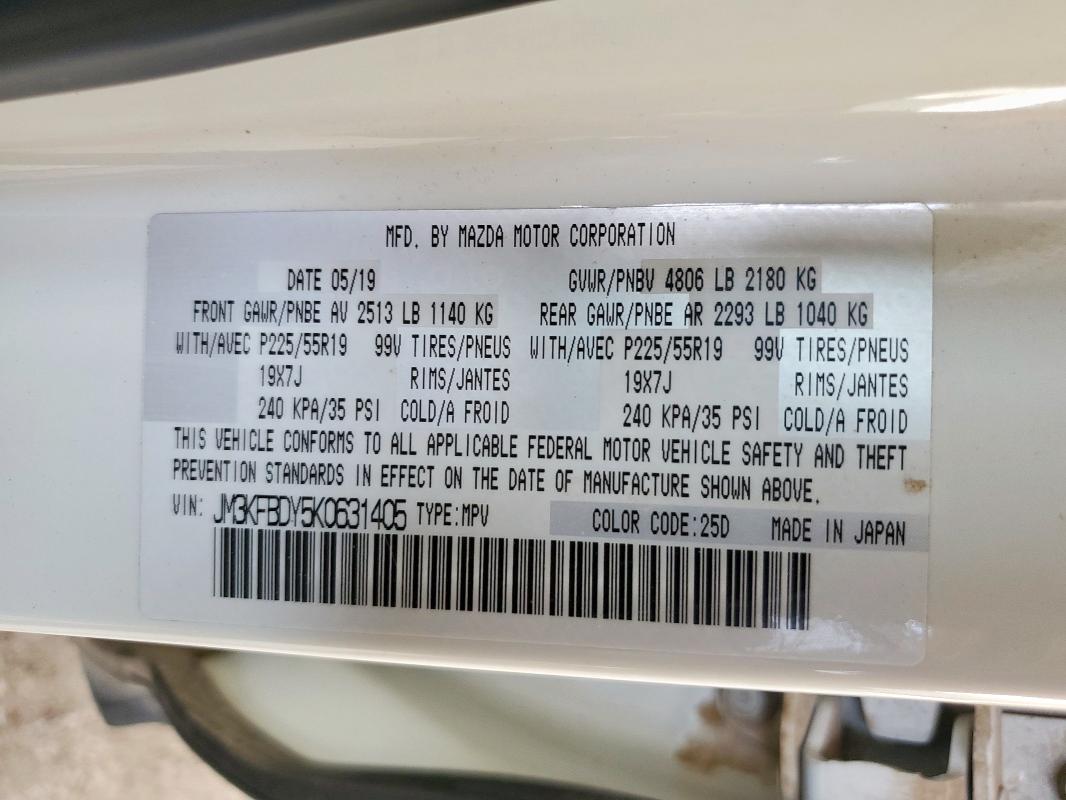 MFD. BY MAZDA MOTOR CORPORATION
DATE 05/19 GVWR/PNBV 4806 LB 2180 KG
FRONT GAWR/PNBE AV 2513 LB 1140 KG REAR GAWR/PNBE AR 2293 LB 1040 KG
WITH/AVEC P225/55R19 99V TIRES/PNEUS WITH/AVEC P225/55R19 99V TIRES/PNEUS
19X7J RIMS/JANTES 19X7J RIMS/JANTES
240 KPA/35 PSI COLD/A FROID 240 KPA/35 PSI COLD/A FROID
THIS VEHICLE CONFORMS TO ALL APPLICABLE FEDERAL MOTOR VEHICLE SAFETY AND THEFT
PREVENTION STANDARDS IN EFFECT ON THE DATE OF MANUFACTURE SHOWN ABOVE.
VIN: JM3KFBDY5K0631405 TYPE:MPV COLOR CODE:25D MADE IN JAPAN